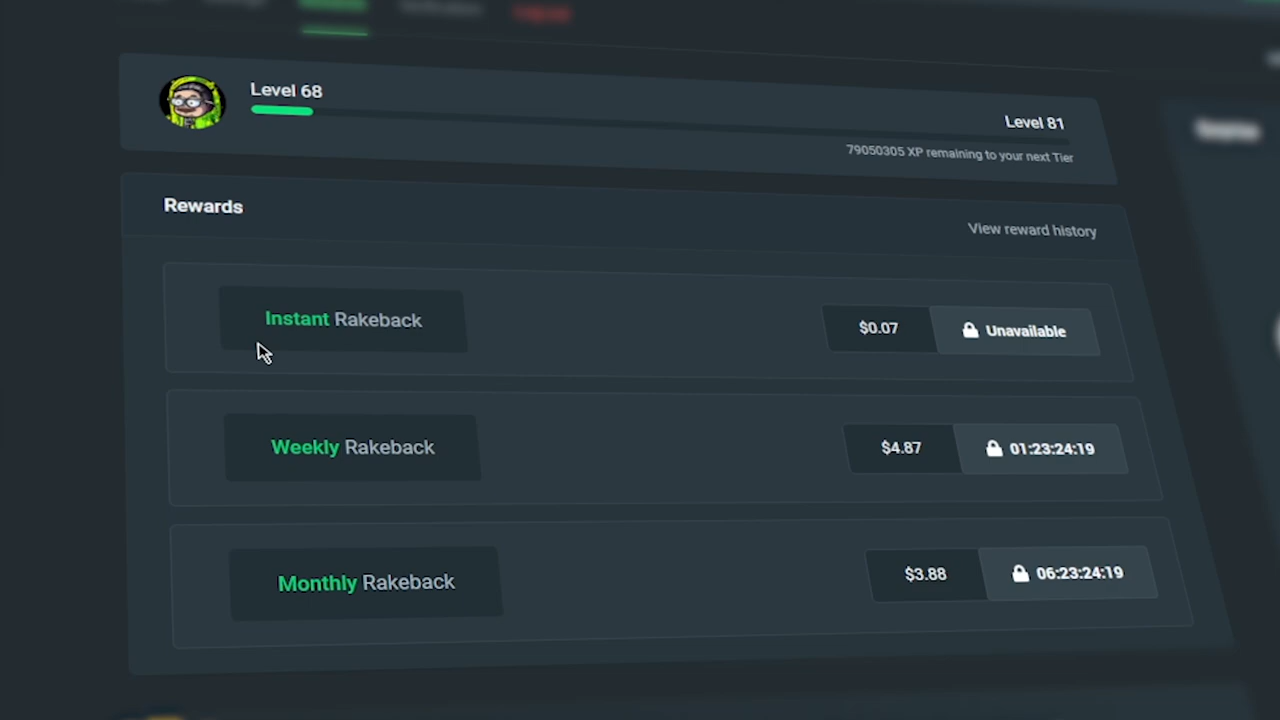 Level 68
Level 81
79050305 XP remaining to your next Tier
Rewards
View reward history
Instant Rakeback
$0.07
Unavailable
Weekly Rakeback
$4.87
01:23:24:19
Monthly Rakeback
$3.88
06:23:24:19